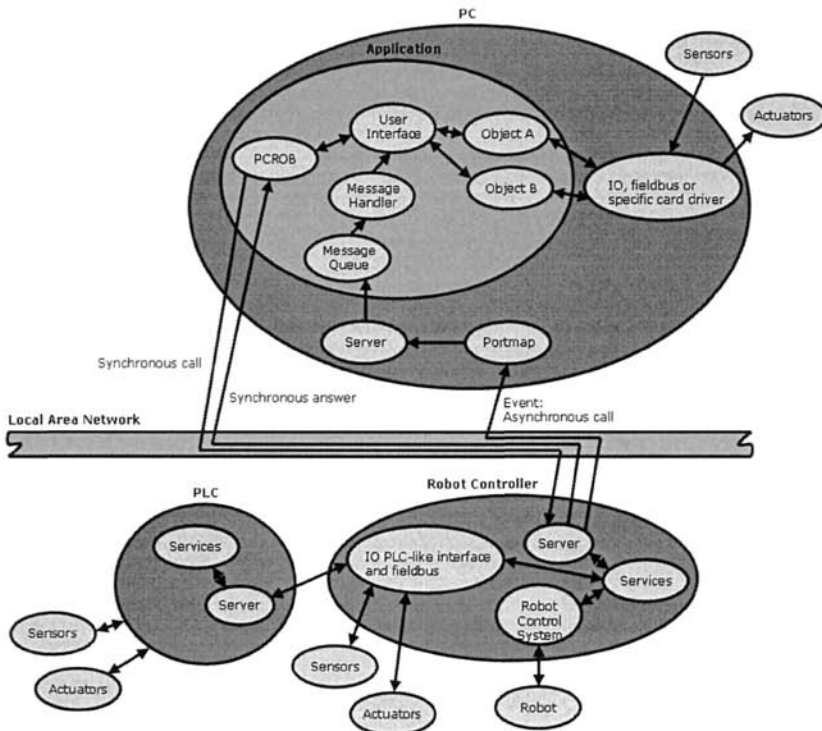 PC
Application
Sensors
Actuators
User
Interface
Object A
PCROB
Object B
IO, fieldbus or
specific card driver
Message
Handler
Message
Queue
Server
Portmap
Synchronous call
Synchronous answer
Event:
Asynchronous call
Local Area Network
PLC
Robot Controller
Services
Server
IO PLC-like interface
and fieldbus
Server
Services
Robot
Control
System
Sensors
Actuators
Sensors
Actuators
Robot